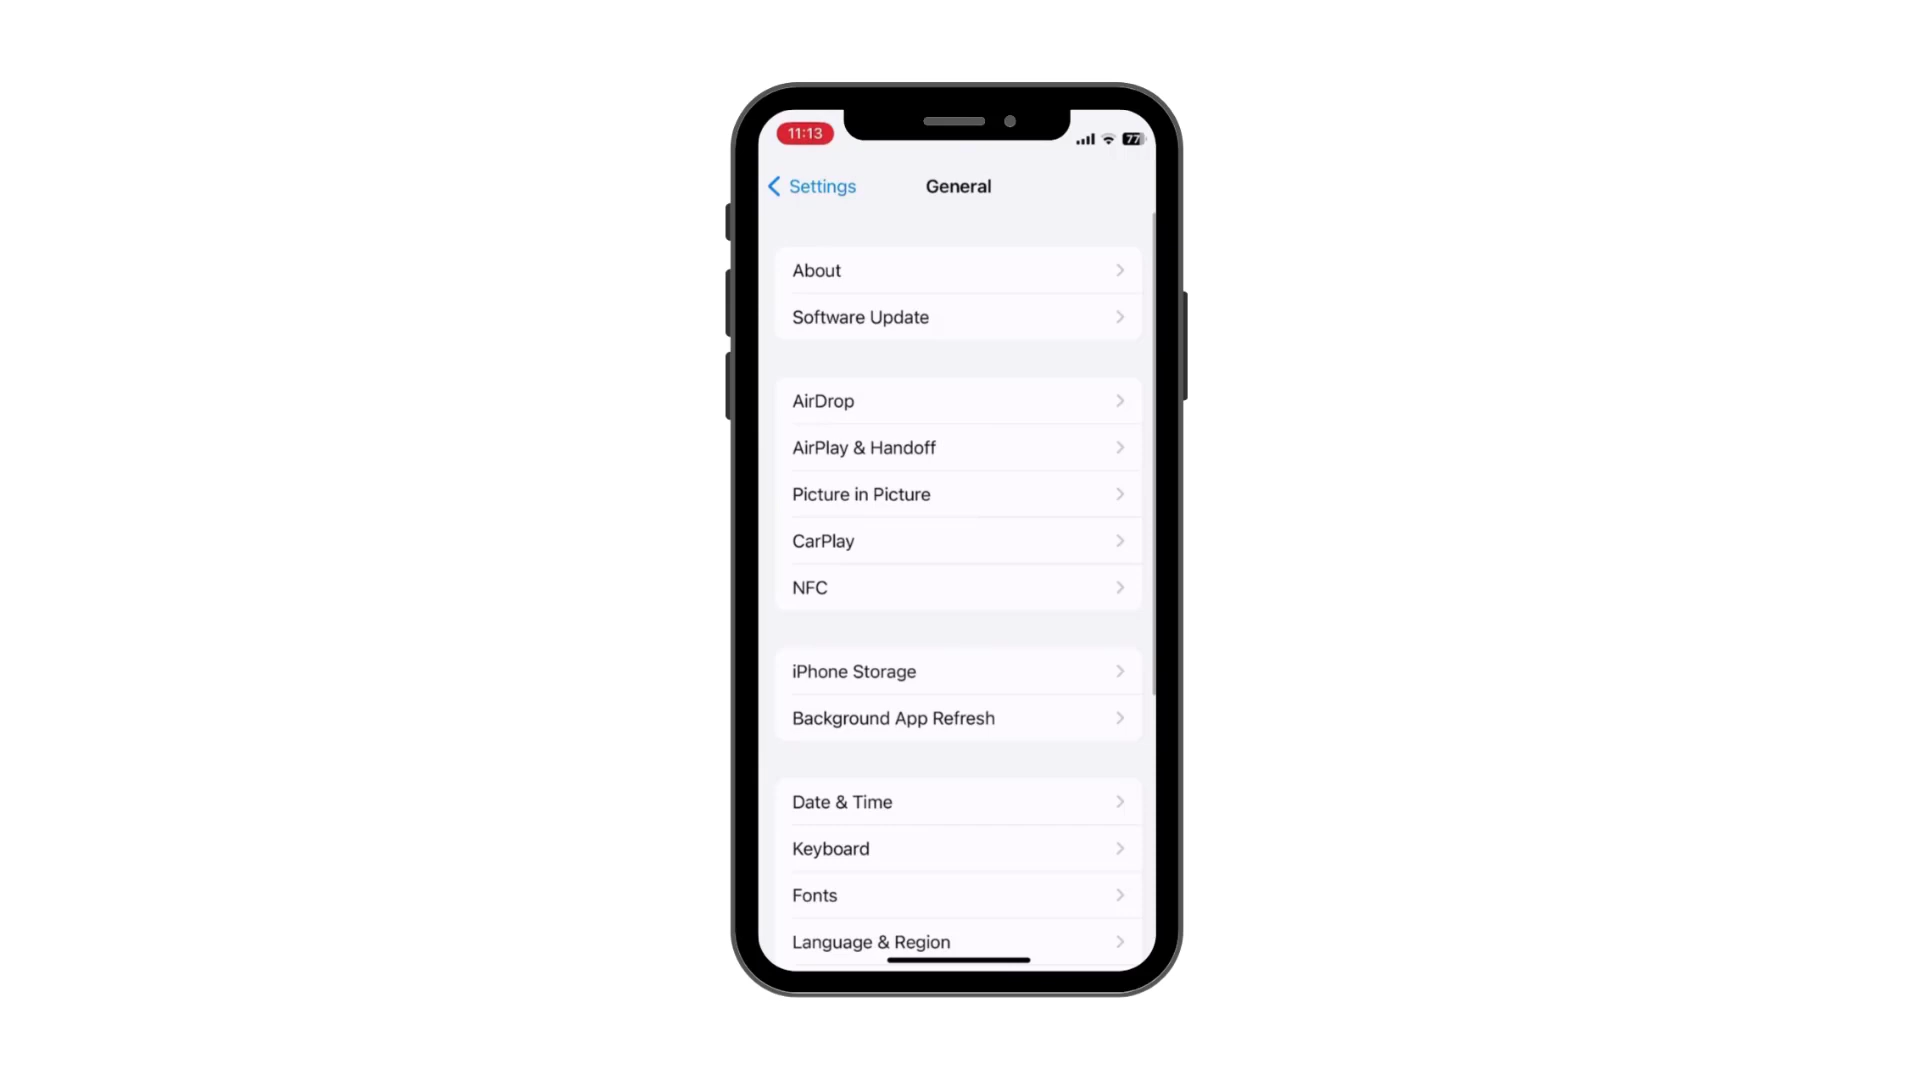 11:13
77
Settings
General
About
Software Update
AirDrop
AirPlay & Handoff
Picture in Picture
CarPlay
NFC
iPhone Storage
Background App Refresh
Date & Time
Keyboard
Fonts
Language & Region